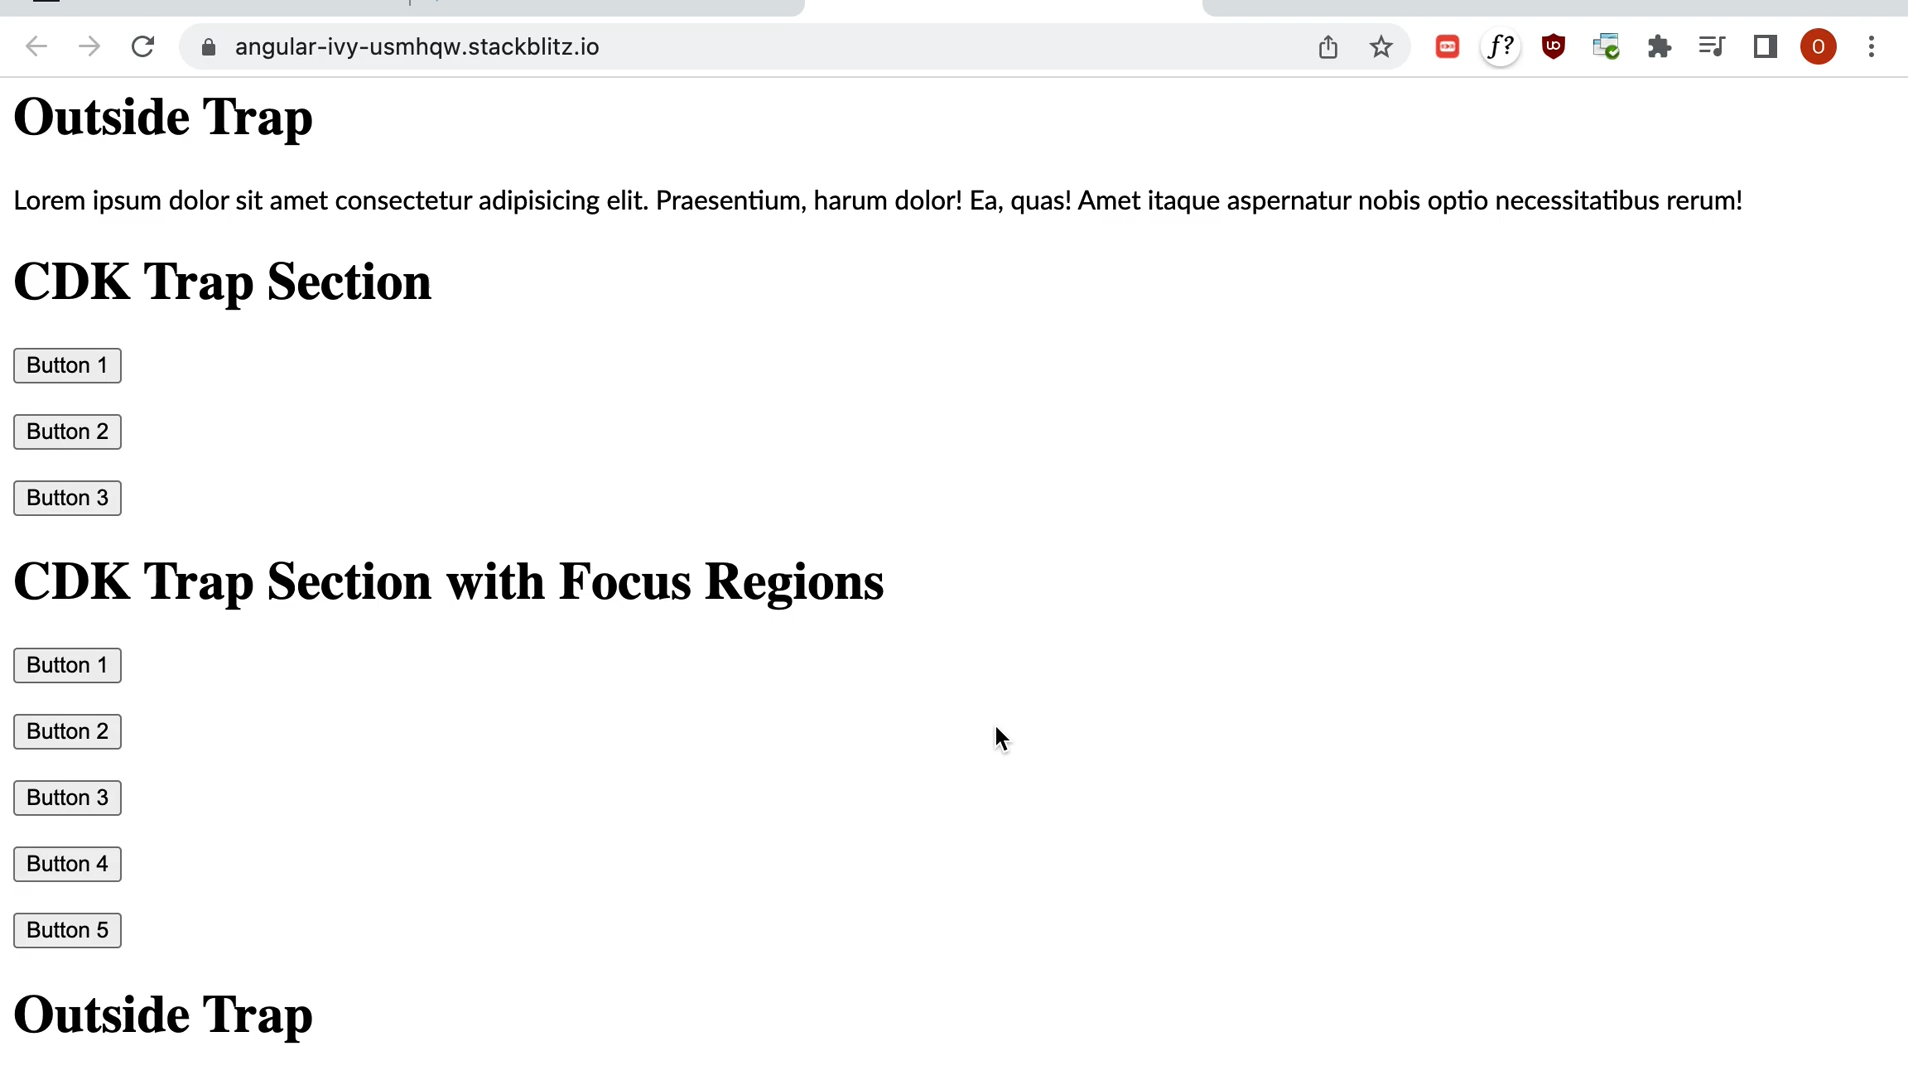 angular-ivy-usmhqw.stackblitz.io
f?
UO
O
Outside Trap
Lorem ipsum dolor sit amet consectetur adipisicing elit. Praesentium, harum dolor! Ea, quas! Amet itaque aspernatur nobis optio necessitatibus rerum!
CDK Trap Section
Button 1
Button 2
Button 3
CDK Trap Section with Focus Regions
Button 1
Button 2
Button 3
Button 4
Button 5
Outside Trap